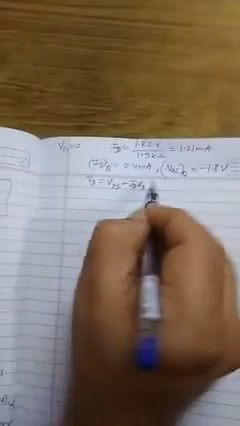 V_GS=0 I_D = 1.82V / 1.5kΩ = 1.21mA
(I_D)_Q = 2.4mA, (V_GS)_Q = -1.8V
V_D = V_DD - I_D R_D